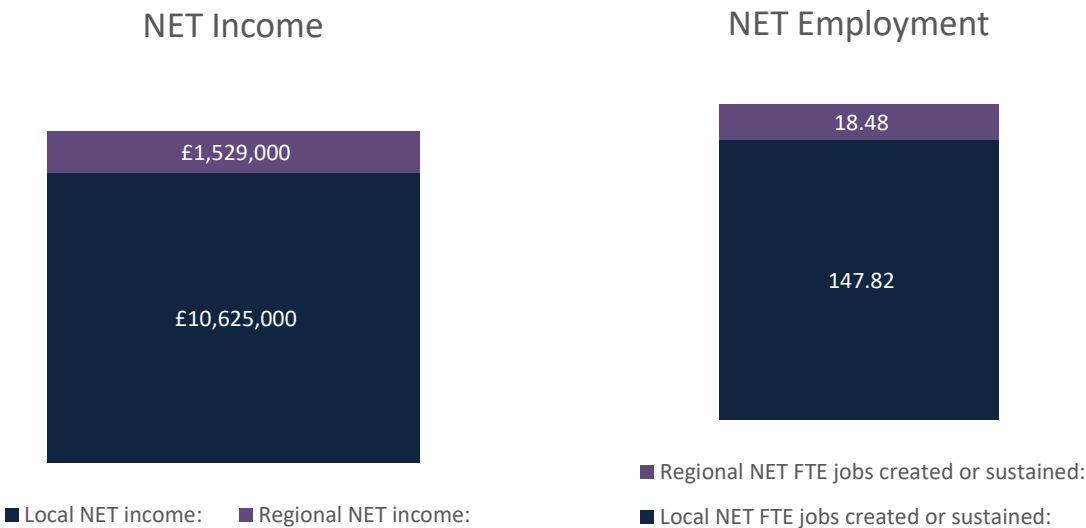 NET Income
£1,529,000
£10,625,000
Local NET income:
Regional NET income:
NET Employment
18.48
147.82
Regional NET FTE jobs created or sustained:
Local NET FTE jobs created or sustained: